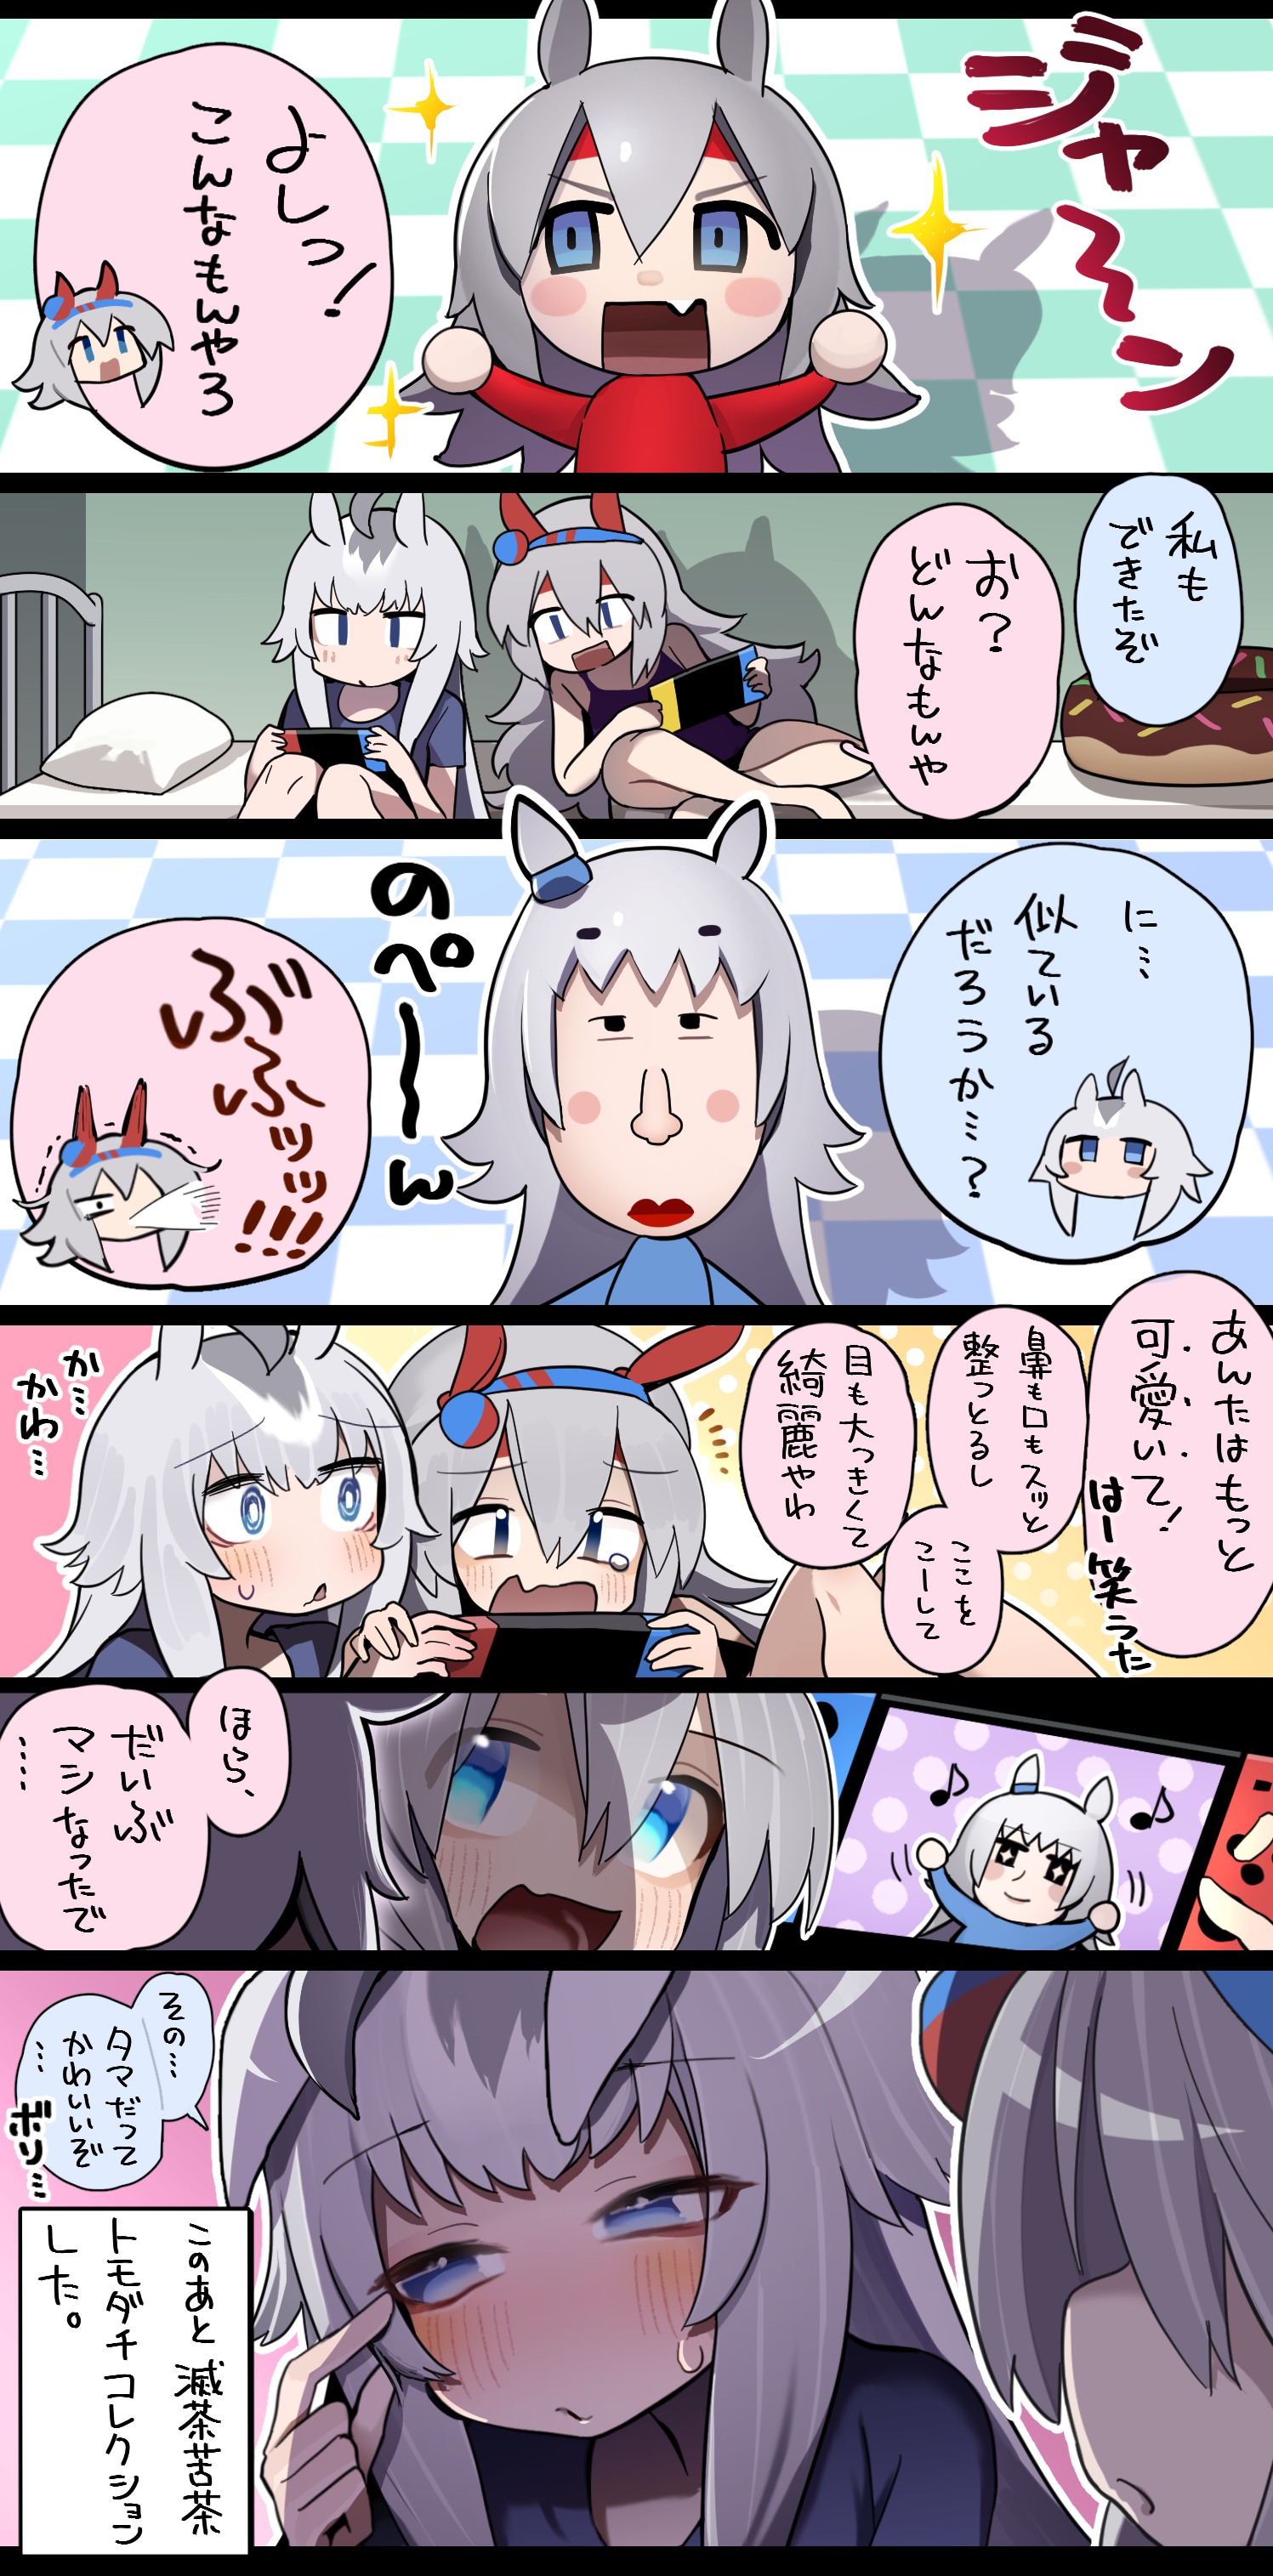 ジャ〜ン
よしっ!
こんなもんやろ
私も
できたぞ
お?
どんなもんや
に…
似ている
だろうか…?
のぺ〜ん
ぶふッッ!!!
あんたはもっと
可愛いて!
はー笑うた
鼻も口もスッと
整っとるし
ここを
こーして
目も大っきくて
綺麗やわ
か…
かわ…
ほら、
だいぶ
マシなったで
……
その…
タマだって
かわいいぞ
……
ボソ…
このあと滅茶苦茶
トモダチコレクション
した。